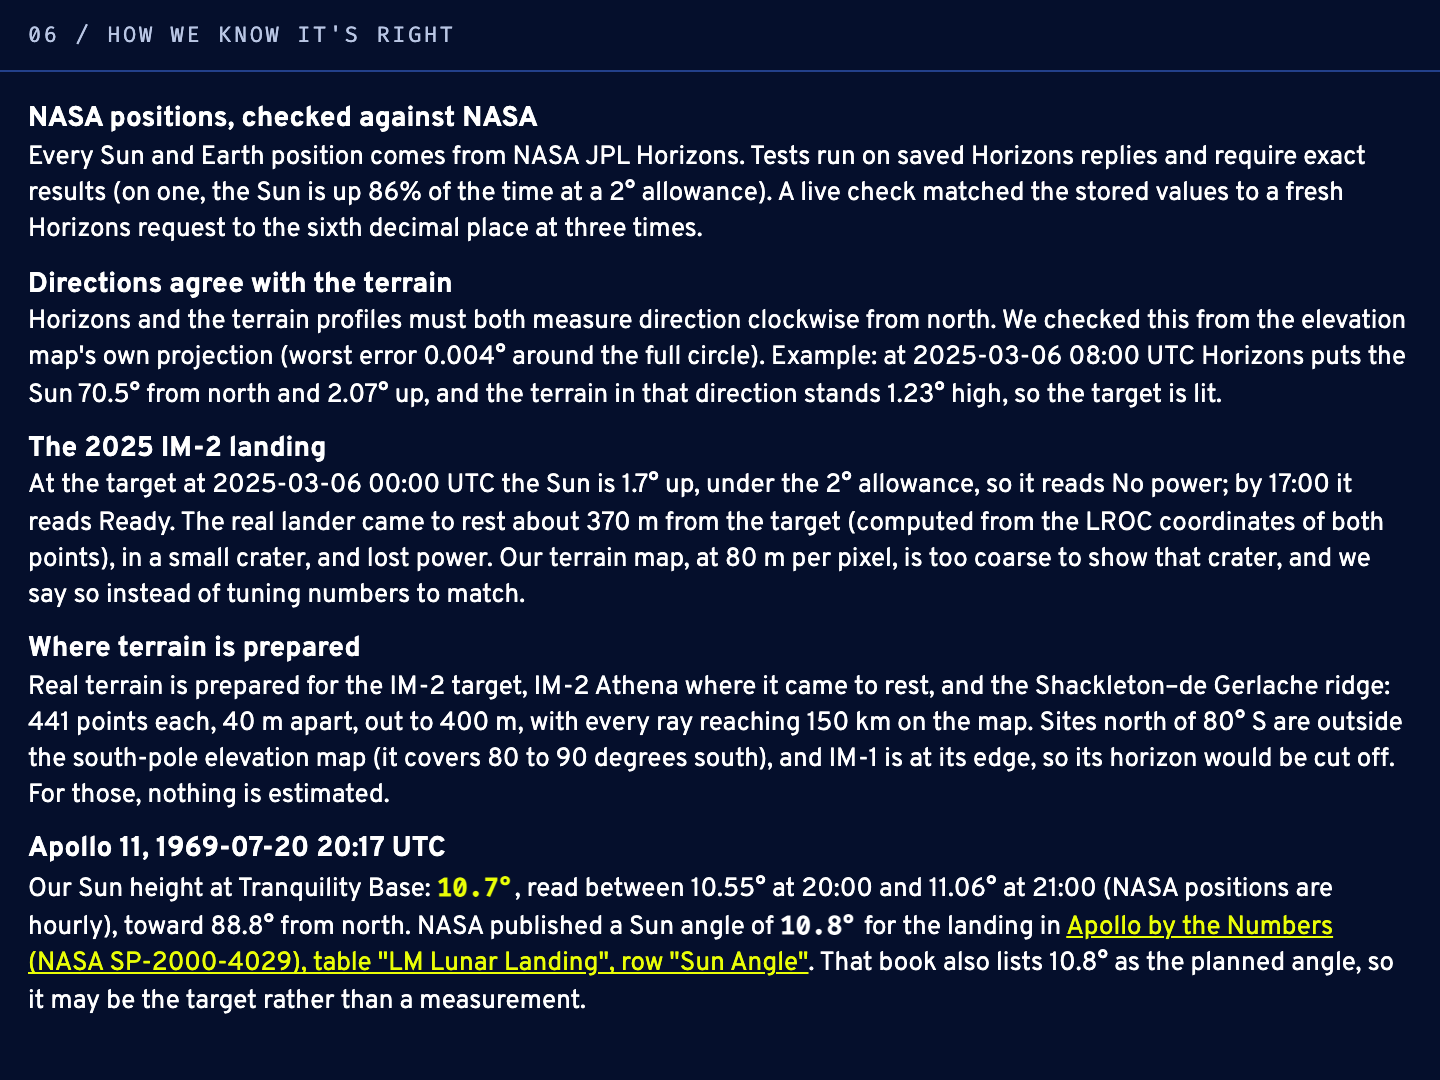 06 / HOW WE KNOW IT'S RIGHT
NASA positions, checked against NASA
Every Sun and Earth position comes from NASA JPL Horizons. Tests run on saved Horizons replies and require exact
results (on one, the Sun is up 86% of the time at a 2° allowance). A live check matched the stored values to a fresh
Horizons request to the sixth decimal place at three times.
Directions agree with the terrain
Horizons and the terrain profiles must both measure direction clockwise from north. We checked this from the elevation
map's own projection (worst error 0.004° around the full circle). Example: at 2025-03-06 08:00 UTC Horizons puts the
Sun 70.5° from north and 2.07° up, and the terrain in that direction stands 1.23° high, so the target is lit.
The 2025 IM-2 landing
At the target at 2025-03-06 00:00 UTC the Sun is 1.7° up, under the 2° allowance, so it reads No power; by 17:00 it
reads Ready. The real lander came to rest about 370 m from the target (computed from the LROC coordinates of both
points), in a small crater, and lost power. Our terrain map, at 80 m per pixel, is too coarse to show that crater, and we
say so instead of tuning numbers to match.
Where terrain is prepared
Real terrain is prepared for the IM-2 target, IM-2 Athena where it came to rest, and the Shackleton–de Gerlache ridge:
441 points each, 40 m apart, out to 400 m, with every ray reaching 150 km on the map. Sites north of 80° S are outside
the south-pole elevation map (it covers 80 to 90 degrees south), and IM-1 is at its edge, so its horizon would be cut off.
For those, nothing is estimated.
Apollo 11, 1969-07-20 20:17 UTC
Our Sun height at Tranquility Base: 10.7°, read between 10.55° at 20:00 and 11.06° at 21:00 (NASA positions are
hourly), toward 88.8° from north. NASA published a Sun angle of 10.8° for the landing in Apollo by the Numbers
(NASA SP-2000-4029), table "LM Lunar Landing", row "Sun Angle". That book also lists 10.8° as the planned angle, so
it may be the target rather than a measurement.